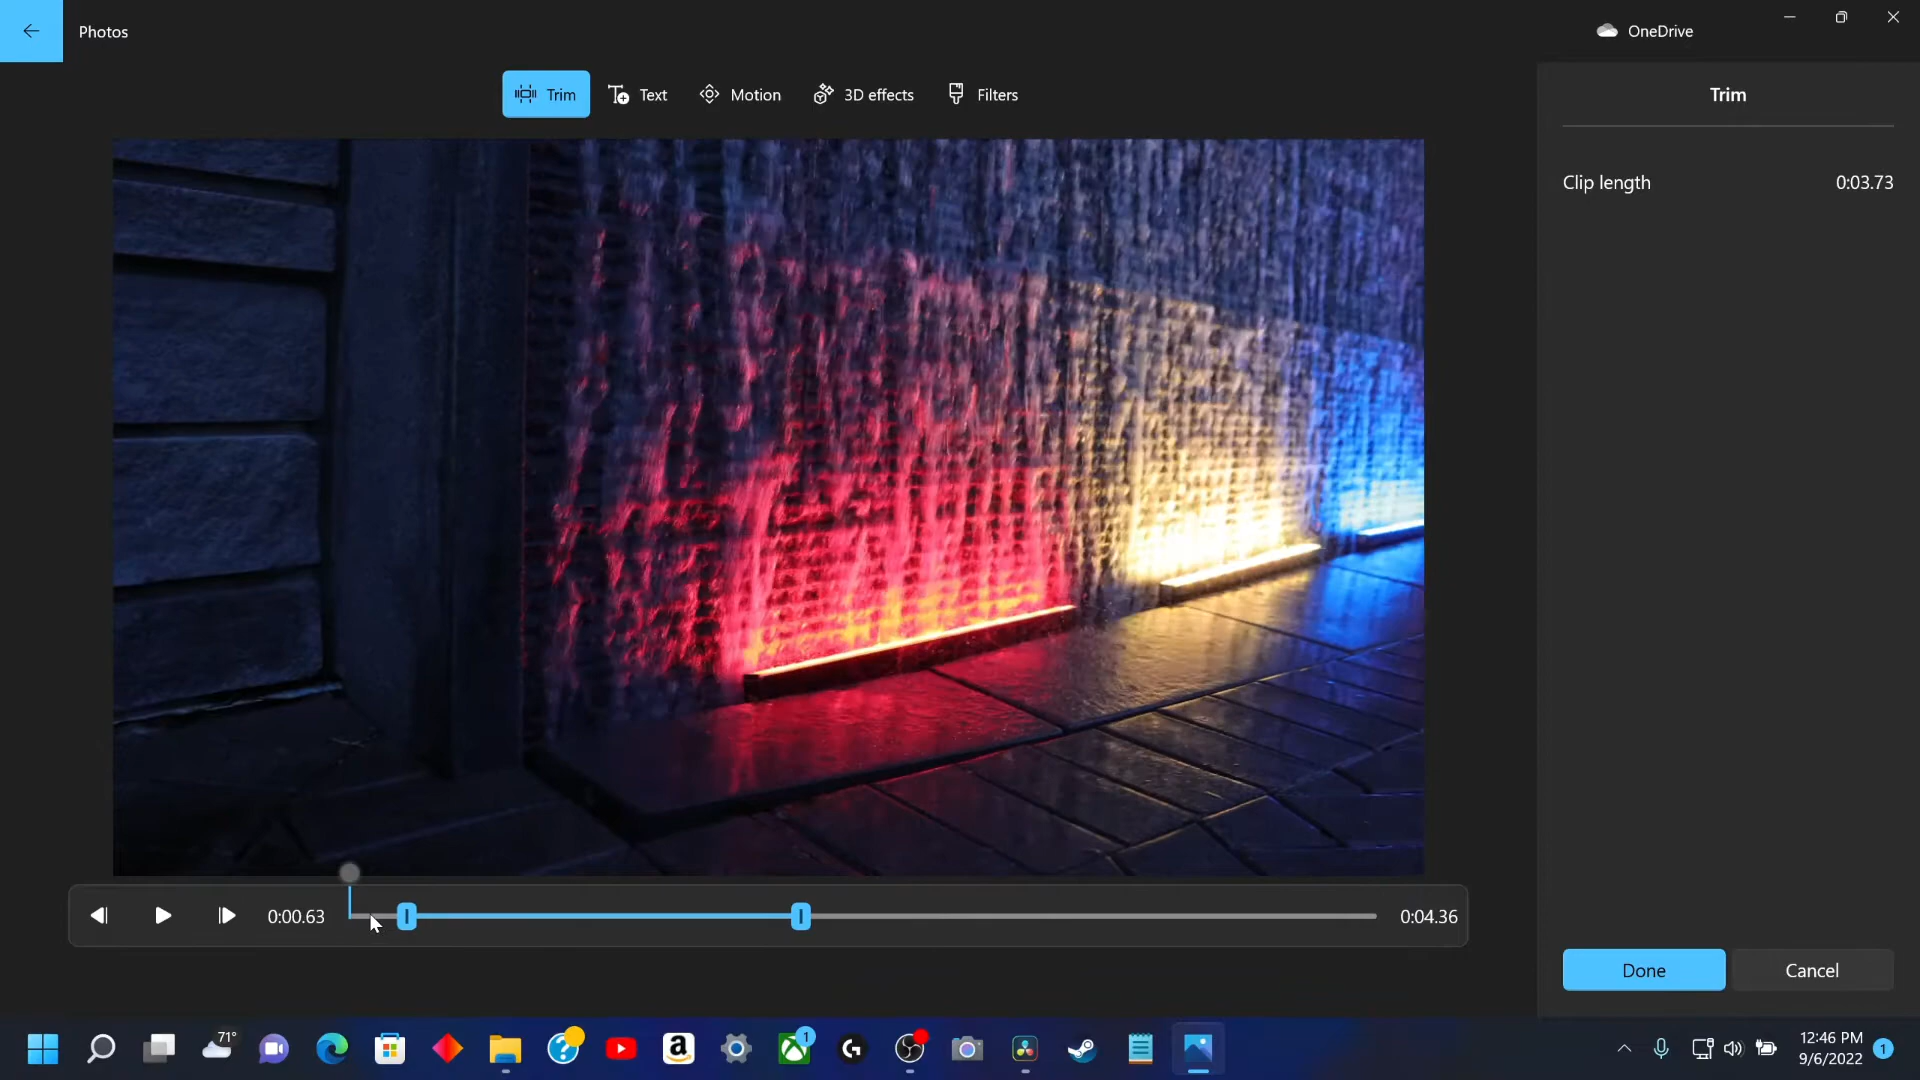 Photos
OneDrive
Trim
Text
Motion
3D effects
Filters
Trim
Clip length
0:03.73
0:00.63
0:04.36
Done
Cancel
71°
1
12:46 PM
9/6/2022
1